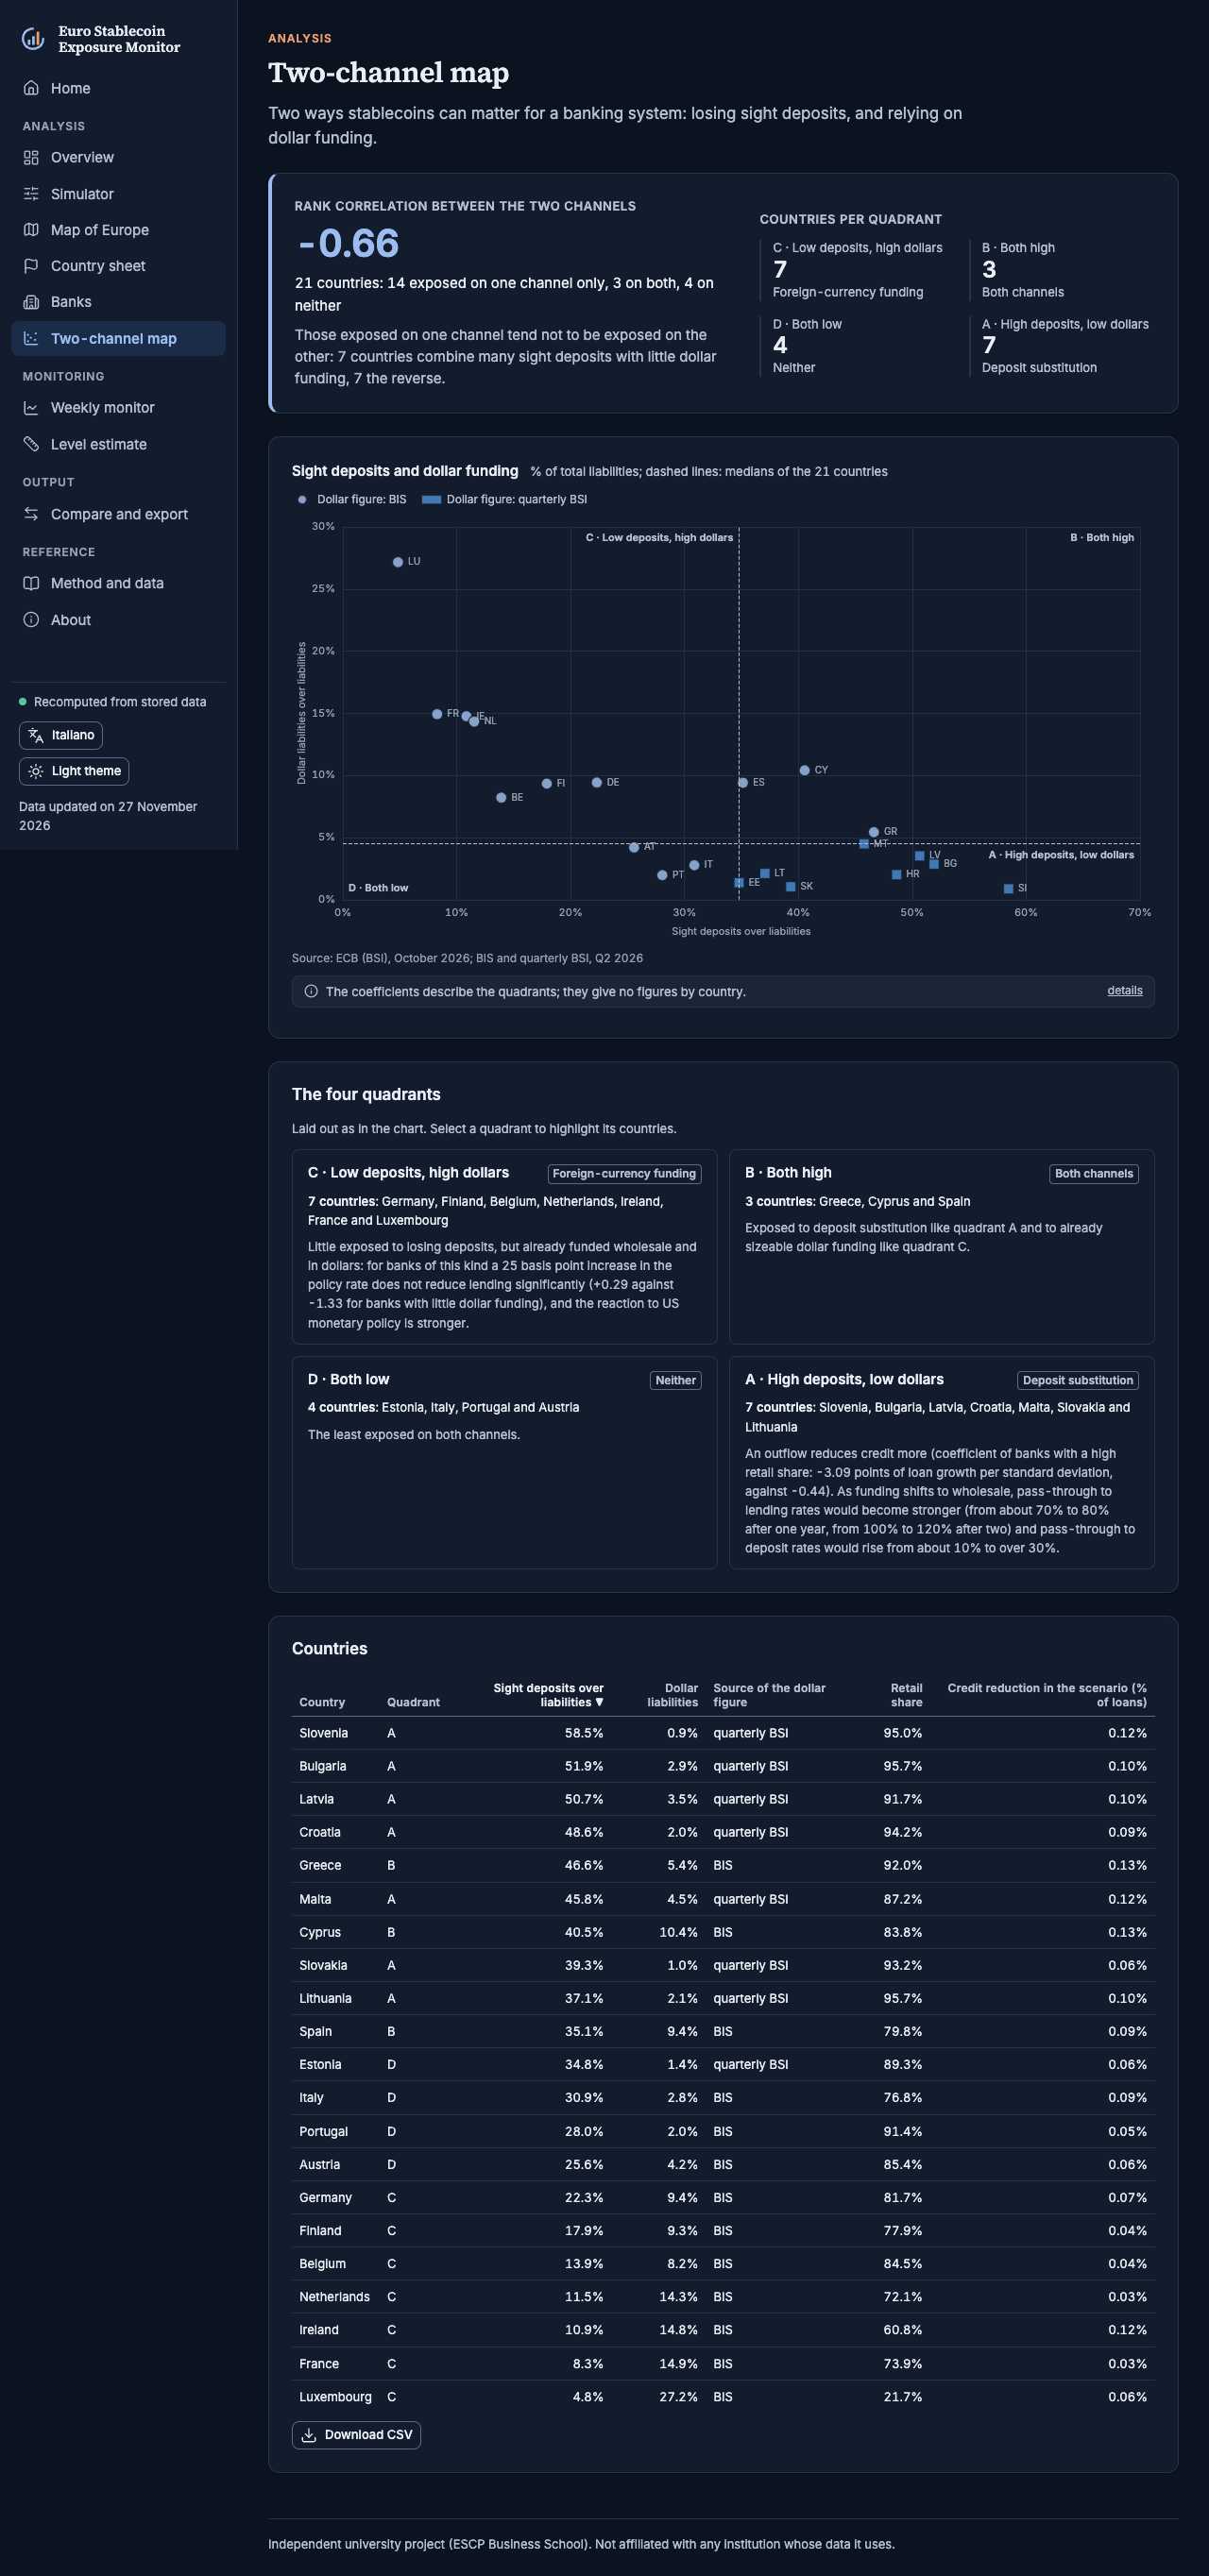 Euro Stablecoin
Exposure Monitor
Home
ANALYSIS
Overview
Simulator
Map of Europe
Country sheet
Banks
Two-channel map
MONITORING
Weekly monitor
Level estimate
OUTPUT
Compare and export
REFERENCE
Method and data
About
Recomputed from stored data
Italiano
Light theme
Data updated on 27 November
2026
ANALYSIS
Two-channel map
Two ways stablecoins can matter for a banking system: losing sight deposits, and relying on
dollar funding.
RANK CORRELATION BETWEEN THE TWO CHANNELS
-0.66
21 countries: 14 exposed on one channel only, 3 on both, 4 on
neither
Those exposed on one channel tend not to be exposed on the
other: 7 countries combine many sight deposits with little dollar
funding, 7 the reverse.
COUNTRIES PER QUADRANT
C · Low deposits, high dollars
7
Foreign-currency funding
B · Both high
3
Both channels
D · Both low
4
Neither
A · High deposits, low dollars
7
Deposit substitution
Sight deposits and dollar funding % of total liabilities; dashed lines: medians of the 21 countries
Dollar figure: BIS Dollar figure: quarterly BSI
Dollar liabilities over liabilities
30%
25%
20%
15%
10%
5%
0%
C · Low deposits, high dollars
B · Both high
LU
FR
IE
NL
BE
FI
DE
ES
CY
GR
MT
AT
IT
PT
EE
LT
SK
HR
LV
BG
SI
A · High deposits, low dollars
D · Both low
0% 10% 20% 30% 40% 50% 60% 70%
Sight deposits over liabilities
Source: ECB (BSI), October 2026; BIS and quarterly BSI, Q2 2026
The coefficients describe the quadrants; they give no figures by country. details
The four quadrants
Laid out as in the chart. Select a quadrant to highlight its countries.
C · Low deposits, high dollars Foreign-currency funding
7 countries: Germany, Finland, Belgium, Netherlands, Ireland,
France and Luxembourg
Little exposed to losing deposits, but already funded wholesale and
in dollars: for banks of this kind a 25 basis point increase in the
policy rate does not reduce lending significantly (+0.29 against
-1.33 for banks with little dollar funding), and the reaction to US
monetary policy is stronger.
B · Both high Both channels
3 countries: Greece, Cyprus and Spain
Exposed to deposit substitution like quadrant A and to already
sizeable dollar funding like quadrant C.
D · Both low Neither
4 countries: Estonia, Italy, Portugal and Austria
The least exposed on both channels.
A · High deposits, low dollars Deposit substitution
7 countries: Slovenia, Bulgaria, Latvia, Croatia, Malta, Slovakia and
Lithuania
An outflow reduces credit more (coefficient of banks with a high
retail share: -3.09 points of loan growth per standard deviation,
against -0.44). As funding shifts to wholesale, pass-through to
lending rates would become stronger (from about 70% to 80%
after one year, from 100% to 120% after two) and pass-through to
deposit rates would rise from about 10% to over 30%.
Countries
Country Quadrant Sight deposits over liabilities ▼ Dollar liabilities Source of the dollar figure Retail share Credit reduction in the scenario (% of loans)
Slovenia A 58.5% 0.9% quarterly BSI 95.0% 0.12%
Bulgaria A 51.9% 2.9% quarterly BSI 95.7% 0.10%
Latvia A 50.7% 3.5% quarterly BSI 91.7% 0.10%
Croatia A 48.6% 2.0% quarterly BSI 94.2% 0.09%
Greece B 46.6% 5.4% BIS 92.0% 0.13%
Malta A 45.8% 4.5% quarterly BSI 87.2% 0.12%
Cyprus B 40.5% 10.4% BIS 83.8% 0.13%
Slovakia A 39.3% 1.0% quarterly BSI 93.2% 0.06%
Lithuania A 37.1% 2.1% quarterly BSI 95.7% 0.10%
Spain B 35.1% 9.4% BIS 79.8% 0.09%
Estonia D 34.8% 1.4% quarterly BSI 89.3% 0.06%
Italy D 30.9% 2.8% BIS 76.8% 0.09%
Portugal D 28.0% 2.0% BIS 91.4% 0.05%
Austria D 25.6% 4.2% BIS 85.4% 0.06%
Germany C 22.3% 9.4% BIS 81.7% 0.07%
Finland C 17.9% 9.3% BIS 77.9% 0.04%
Belgium C 13.9% 8.2% BIS 84.5% 0.04%
Netherlands C 11.5% 14.3% BIS 72.1% 0.03%
Ireland C 10.9% 14.8% BIS 60.8% 0.12%
France C 8.3% 14.9% BIS 73.9% 0.03%
Luxembourg C 4.8% 27.2% BIS 21.7% 0.06%
Download CSV
Independent university project (ESCP Business School). Not affiliated with any institution whose data it uses.